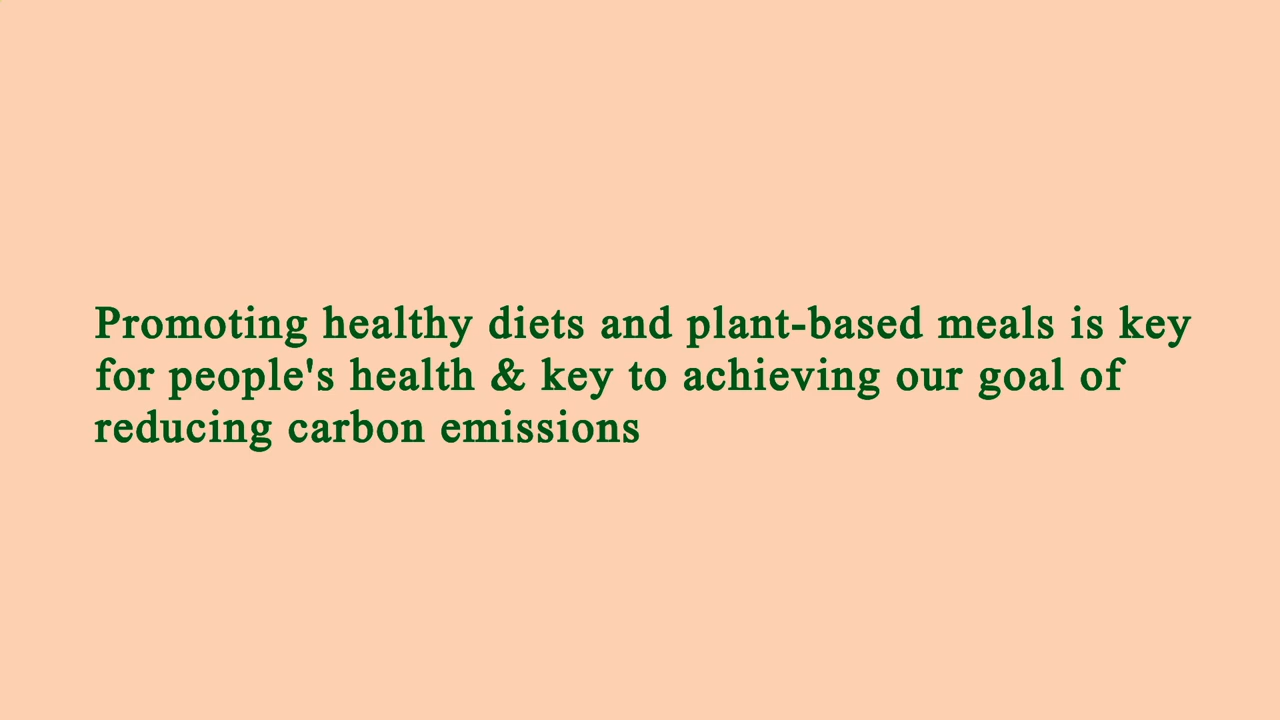 Promoting healthy diets and plant-based meals is key
for people's health & key to achieving our goal of
reducing carbon emissions